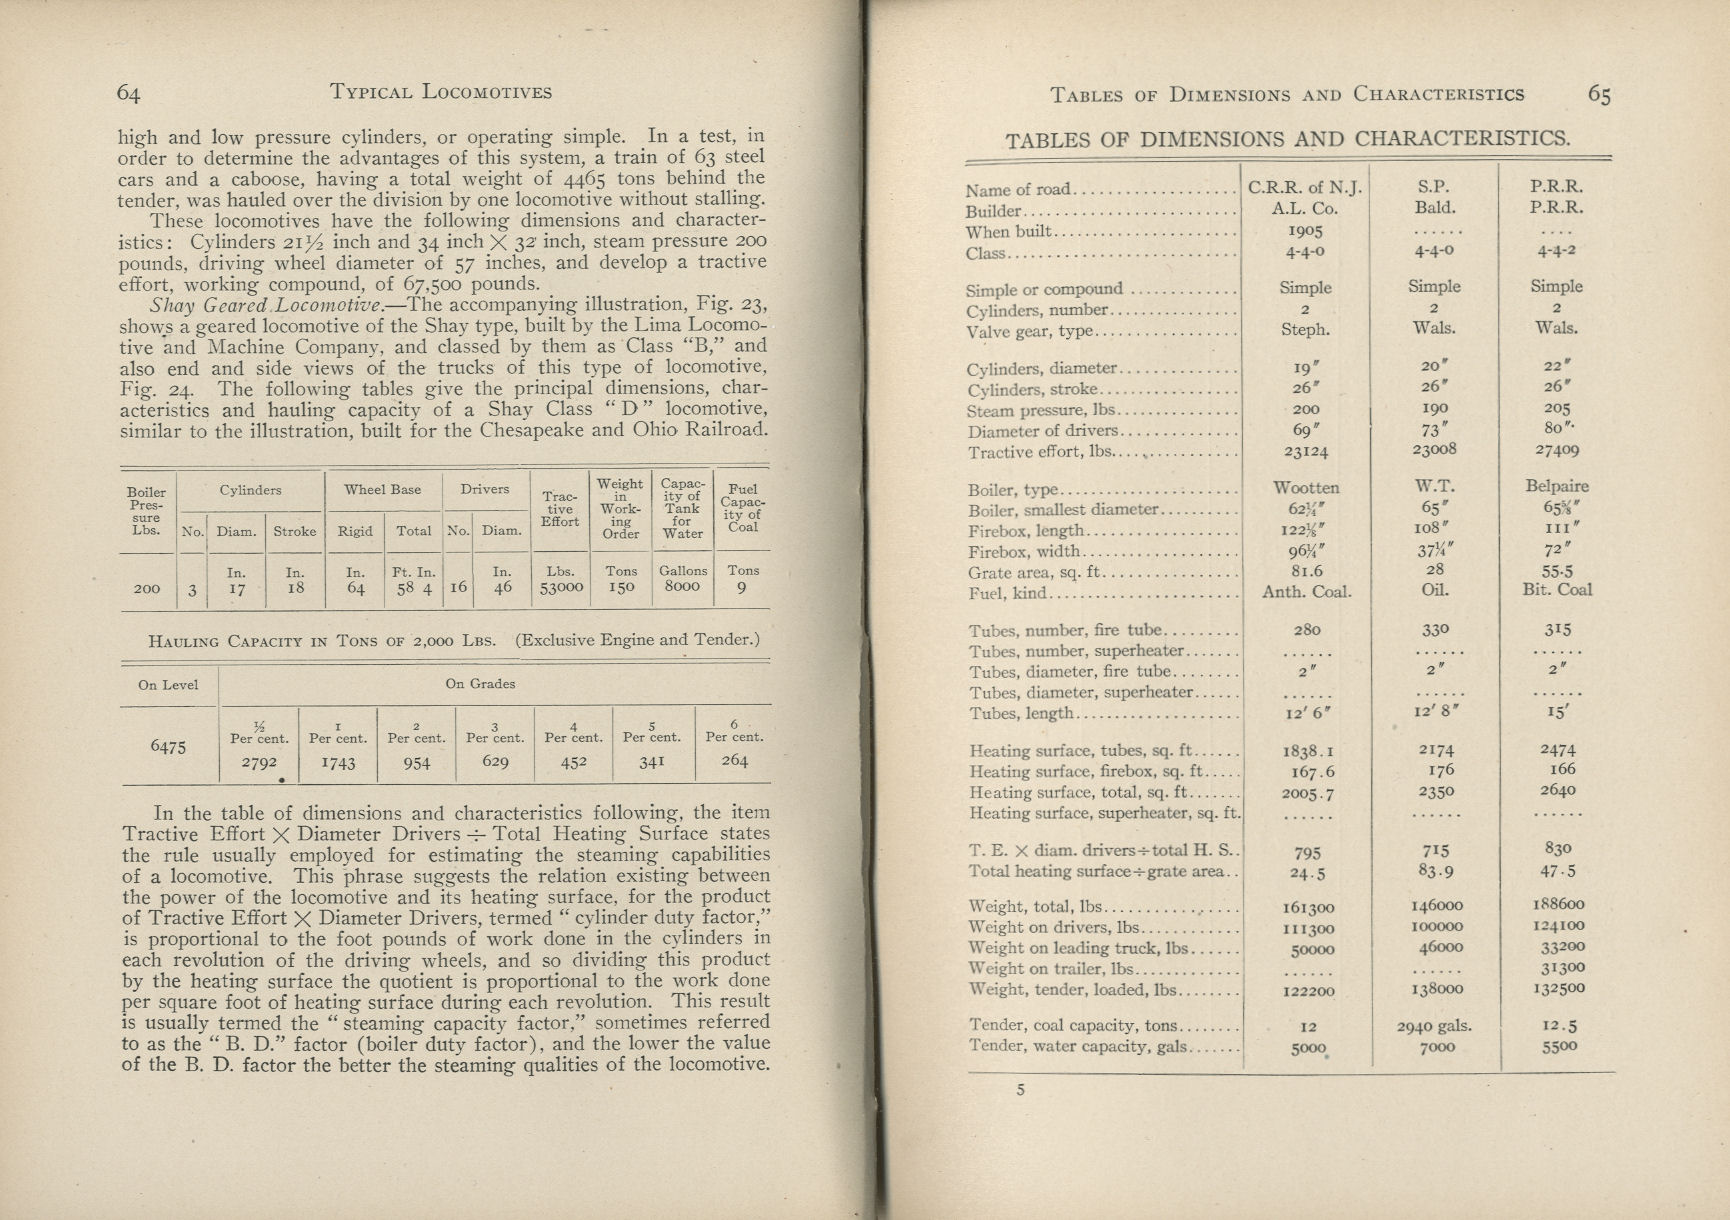 64 TYPICAL LOCOMOTIVES
high and low pressure cylinders, or operating simple. In a test, in
order to determine the advantages of this system, a train of 63 steel
cars and a caboose, having a total weight of 4465 tons behind the
tender, was hauled over the division by one locomotive without stalling.
These locomotives have the following dimensions and character-
istics: Cylinders 21½ inch and 34 inch × 32 inch, steam pressure 200
pounds, driving wheel diameter of 57 inches, and develop a tractive
effort, working compound, of 67,500 pounds.
Shay Geared Locomotive.—The accompanying illustration, Fig. 23,
shows a geared locomotive of the Shay type, built by the Lima Locomo-
tive and Machine Company, and classed by them as Class "B," and
also end and side views of the trucks of this type of locomotive,
Fig. 24. The following tables give the principal dimensions, char-
acteristics and hauling capacity of a Shay Class "D" locomotive,
similar to the illustration, built for the Chesapeake and Ohio Railroad.
Boiler Pres- sure Lbs. Cylinders Wheel Base Drivers Trac- tive Effort Weight in Work- ing Order Capac- ity of Tank for Water Fuel Capac- ity of Coal
No. Diam. Stroke Rigid Total No. Diam.
In. In. In. Ft. In. In. Lbs. Tons Gallons Tons
200 3 17 18 64 58 4 16 46 53000 150 8000 9
HAULING CAPACITY IN TONS OF 2,000 LBS. (Exclusive Engine and Tender.)
On Level On Grades
½ 1 2 3 4 5 6
Per cent. Per cent. Per cent. Per cent. Per cent. Per cent. Per cent.
6475 2792 1743 954 629 452 341 264
In the table of dimensions and characteristics following, the item
Tractive Effort × Diameter Drivers ÷ Total Heating Surface states
the rule usually employed for estimating the steaming capabilities
of a locomotive. This phrase suggests the relation existing between
the power of the locomotive and its heating surface, for the product
of Tractive Effort × Diameter Drivers, termed "cylinder duty factor,"
is proportional to the foot pounds of work done in the cylinders in
each revolution of the driving wheels, and so dividing this product
by the heating surface the quotient is proportional to the work done
per square foot of heating surface during each revolution. This result
is usually termed the "steaming capacity factor," sometimes referred
to as the "B. D." factor (boiler duty factor), and the lower the value
of the B. D. factor the better the steaming qualities of the locomotive.
TABLES OF DIMENSIONS AND CHARACTERISTICS 65
TABLES OF DIMENSIONS AND CHARACTERISTICS.
Name of road.................. C.R.R. of N.J. S.P. P.R.R.
Builder.......................... A.L. Co. Bald. P.R.R.
When built...................... 1905 ...... ....
Class............................ 4-4-0 4-4-0 4-4-2
Simple or compound ............. Simple Simple Simple
Cylinders, number................ 2 2 2
Valve gear, type................. Steph. Wals. Wals.
Cylinders, diameter.............. 19" 20" 22"
Cylinders, stroke................. 26" 26" 26"
Steam pressure, lbs............... 200 190 205
Diameter of drivers.............. 69" 73" 80"
Tractive effort, lbs............... 23124 23008 27409
Boiler, type...................... Wootten W.T. Belpaire
Boiler, smallest diameter.......... 62¼" 65" 65⅝"
Firebox, length................... 122⅛" 108" 111"
Firebox, width................... 96¼" 37¼" 72"
Grate area, sq. ft................ 81.6 28 55.5
Fuel, kind....................... Anth. Coal. Oil. Bit. Coal
Tubes, number, fire tube......... 280 330 315
Tubes, number, superheater....... ...... ...... ......
Tubes, diameter, fire tube........ 2" 2" 2"
Tubes, diameter, superheater...... ...... ...... ......
Tubes, length.................... 12' 6" 12' 8" 15'
Heating surface, tubes, sq. ft...... 1838.1 2174 2474
Heating surface, firebox, sq. ft..... 167.6 176 166
Heating surface, total, sq. ft....... 2005.7 2350 2640
Heating surface, superheater, sq. ft. ...... ...... ......
T. E. × diam. drivers÷total H. S.. 795 715 830
Total heating surface÷grate area.. 24.5 83.9 47.5
Weight, total, lbs................. 161300 146000 188600
Weight on drivers, lbs............ 111300 100000 124100
Weight on leading truck, lbs...... 50000 46000 33200
Weight on trailer, lbs............ ...... ...... 31300
Weight, tender, loaded, lbs........ 122200 138000 132500
Tender, coal capacity, tons........ 12 2940 gals. 12.5
Tender, water capacity, gals....... 5000 7000 5500
5